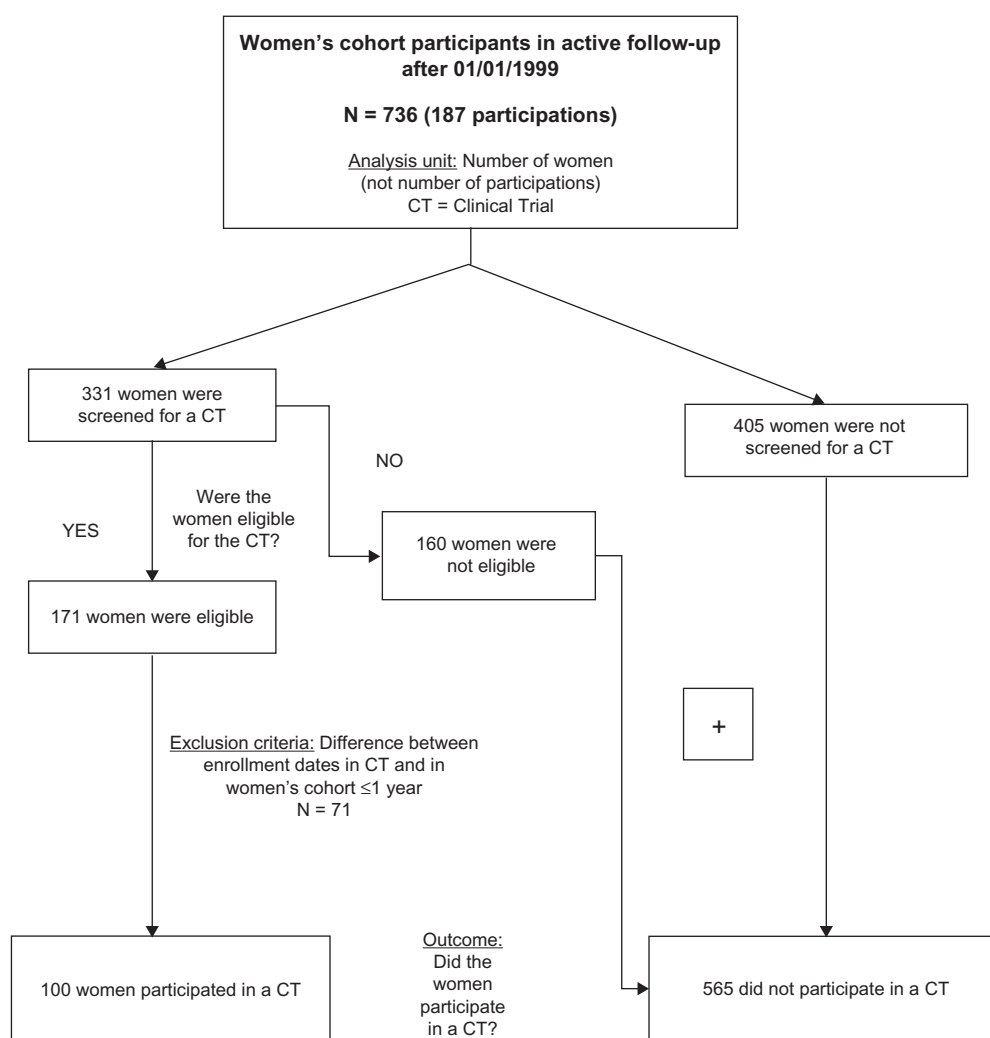 Women's cohort participants in active follow-up
after 01/01/1999
N = 736 (187 participations)
Analysis unit: Number of women
(not number of participations)
CT = Clinical Trial
331 women were
screened for a CT
405 women were not
screened for a CT
NO
Were the
women eligible
for the CT?
YES
160 women were
not eligible
171 women were eligible
+
Exclusion criteria: Difference between
enrollment dates in CT and in
women's cohort ≤1 year
N = 71
100 women participated in a CT
Outcome:
Did the
women
participate
in a CT?
565 did not participate in a CT